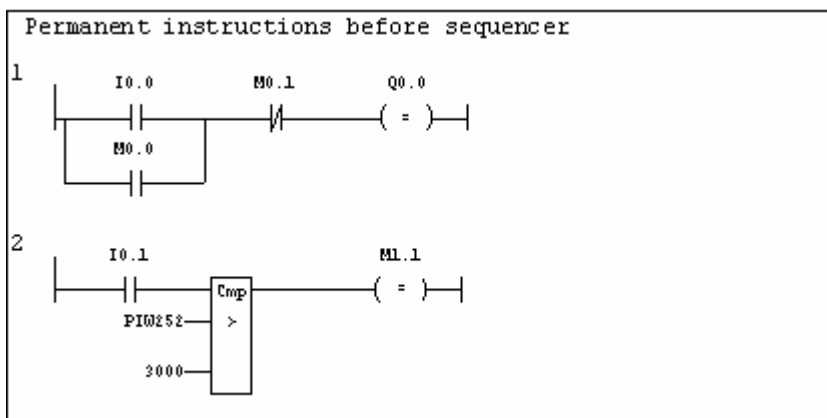 Permanent instructions before sequencer
1
I0.0 M0.1 Q0.0
( = )
M0.0
2
I0.1 M1.1
Cmp ( = )
PIW252 >
3000